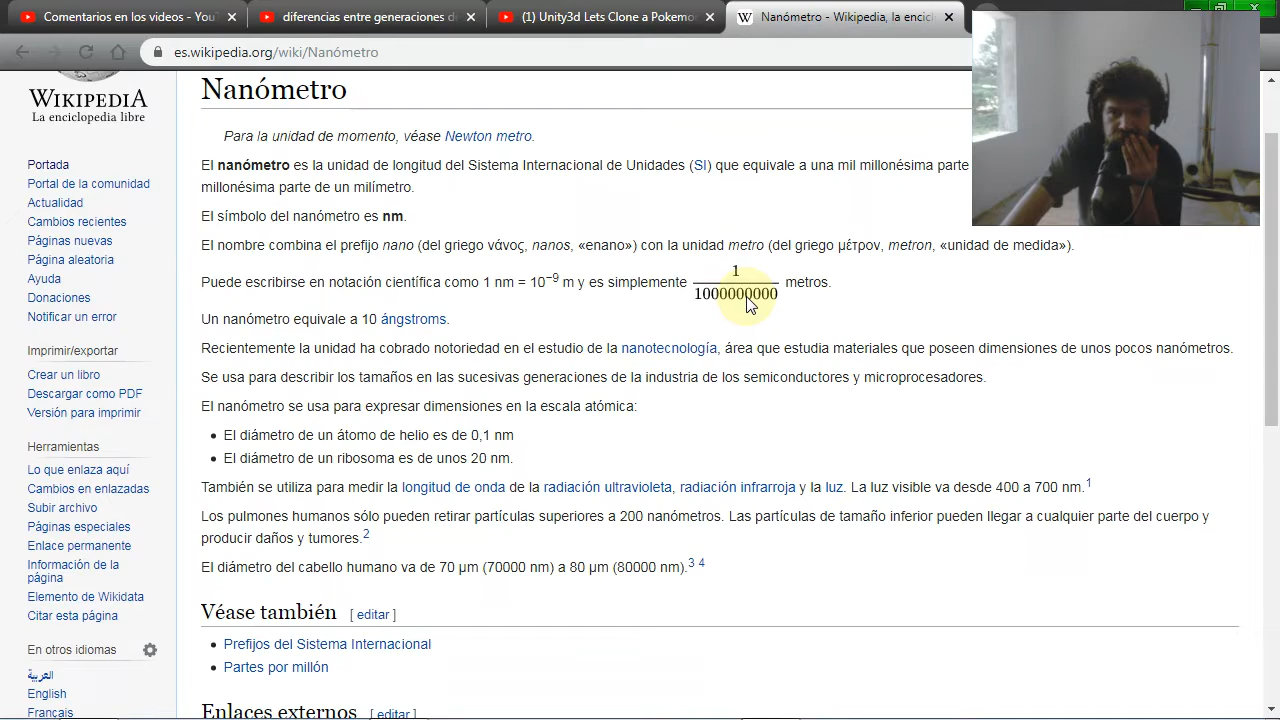 Comentarios en los videos - You
diferencias entre generaciones de
(1) Unity3d Lets Clone a Pokemo
Nanómetro - Wikipedia, la encicl
es.wikipedia.org/wiki/Nanómetro
WIKIPEDIA
La enciclopedia libre
Portada
Portal de la comunidad
Actualidad
Cambios recientes
Páginas nuevas
Página aleatoria
Ayuda
Donaciones
Notificar un error
Imprimir/exportar
Crear un libro
Descargar como PDF
Versión para imprimir
Herramientas
Lo que enlaza aquí
Cambios en enlazadas
Subir archivo
Páginas especiales
Enlace permanente
Información de la
página
Elemento de Wikidata
Citar esta página
En otros idiomas
العربية
English
Français
Nanómetro
Para la unidad de momento, véase Newton metro.
El nanómetro es la unidad de longitud del Sistema Internacional de Unidades (SI) que equivale a una mil millonésima parte
millonésima parte de un milímetro.
El símbolo del nanómetro es nm.
El nombre combina el prefijo nano (del griego νάνος, nanos, «enano») con la unidad metro (del griego μέτρον, metron, «unidad de medida»).
Puede escribirse en notación científica como 1 nm = 10⁻⁹ m y es simplemente 1/1000000000 metros.
Un nanómetro equivale a 10 ángstroms.
Recientemente la unidad ha cobrado notoriedad en el estudio de la nanotecnología, área que estudia materiales que poseen dimensiones de unos pocos nanómetros.
Se usa para describir los tamaños en las sucesivas generaciones de la industria de los semiconductores y microprocesadores.
El nanómetro se usa para expresar dimensiones en la escala atómica:
• El diámetro de un átomo de helio es de 0,1 nm
• El diámetro de un ribosoma es de unos 20 nm.
También se utiliza para medir la longitud de onda de la radiación ultravioleta, radiación infrarroja y la luz. La luz visible va desde 400 a 700 nm.¹
Los pulmones humanos sólo pueden retirar partículas superiores a 200 nanómetros. Las partículas de tamaño inferior pueden llegar a cualquier parte del cuerpo y
producir daños y tumores.²
El diámetro del cabello humano va de 70 µm (70000 nm) a 80 µm (80000 nm).³ ⁴
Véase también [ editar ]
• Prefijos del Sistema Internacional
• Partes por millón
Enlaces externos [ editar ]